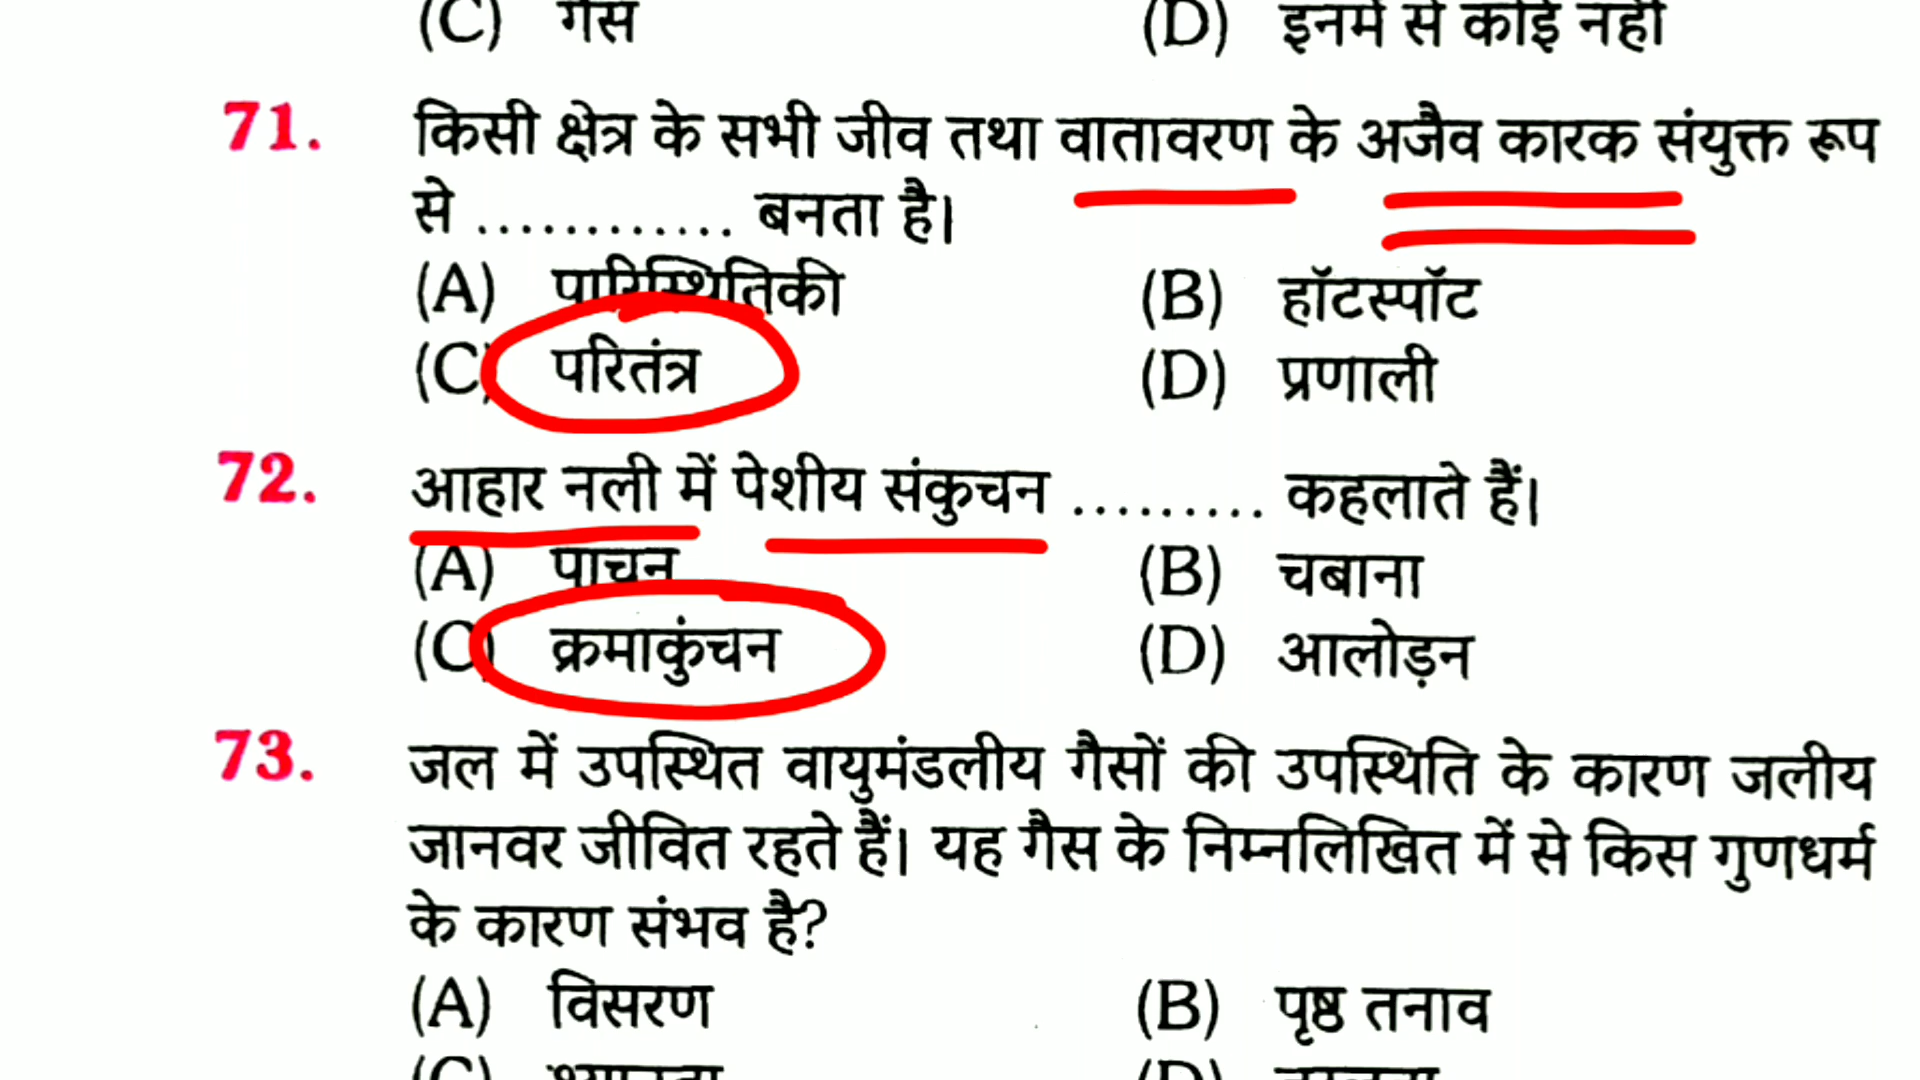 (C) गैस (D) इनमें से कोई नहीं
71. किसी क्षेत्र के सभी जीव तथा वातावरण के अजैव कारक संयुक्त रूप
से ............ बनता है।
(A) पारिस्थितिकी (B) हॉटस्पॉट
(C) परितंत्र (D) प्रणाली
72. आहार नली में पेशीय संकुचन ......... कहलाते हैं।
(A) पाचन (B) चबाना
(C) क्रमाकुंचन (D) आलोड़न
73. जल में उपस्थित वायुमंडलीय गैसों की उपस्थिति के कारण जलीय
जानवर जीवित रहते हैं। यह गैस के निम्नलिखित में से किस गुणधर्म
के कारण संभव है?
(A) विसरण (B) पृष्ठ तनाव
(C) (D)